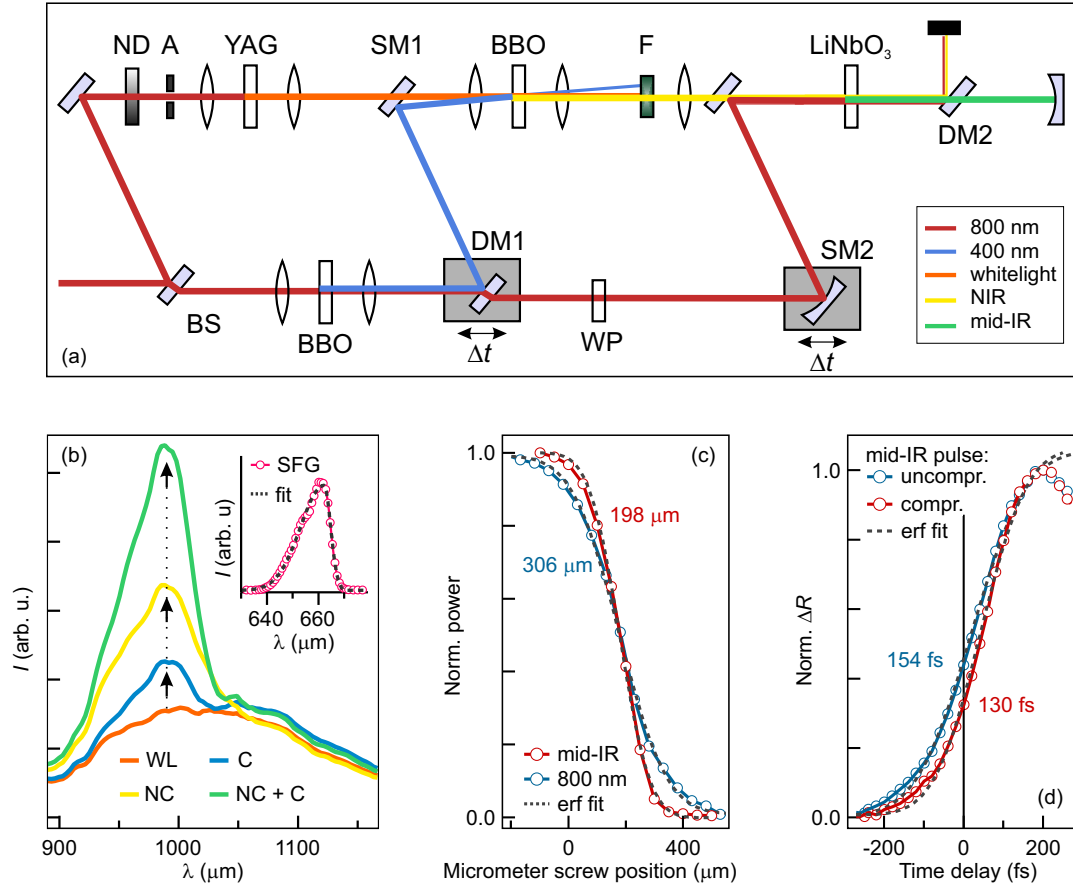 ND A YAG SM1 BBO F LiNbO₃
DM2
DM1 SM2
BS BBO Δt WP Δt
(a)
800 nm
400 nm
whitelight
NIR
mid-IR
(b)
I (arb. u.)
WL C
NC NC + C
900 1000 1100
λ (μm)
SFG
fit
I (arb. u)
640 660
λ (μm)
(c)
Norm. power
1.0
0.0
198 μm
306 μm
mid-IR
800 nm
erf fit
0 200 400 600
Micrometer screw position (μm)
mid-IR pulse:
uncompr.
compr.
erf fit
Norm. ΔR
1.0
0.0
154 fs
130 fs
(d)
-200 0 200
Time delay (fs)